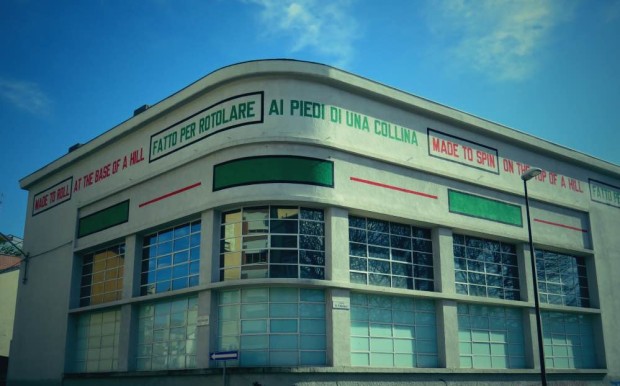 MADE TO ROLL AT THE BASE OF A HILL FATTO PER ROTOLARE AI PIEDI DI UNA COLLINA MADE TO SPIN ON THE TOP OF A HILL FATTO